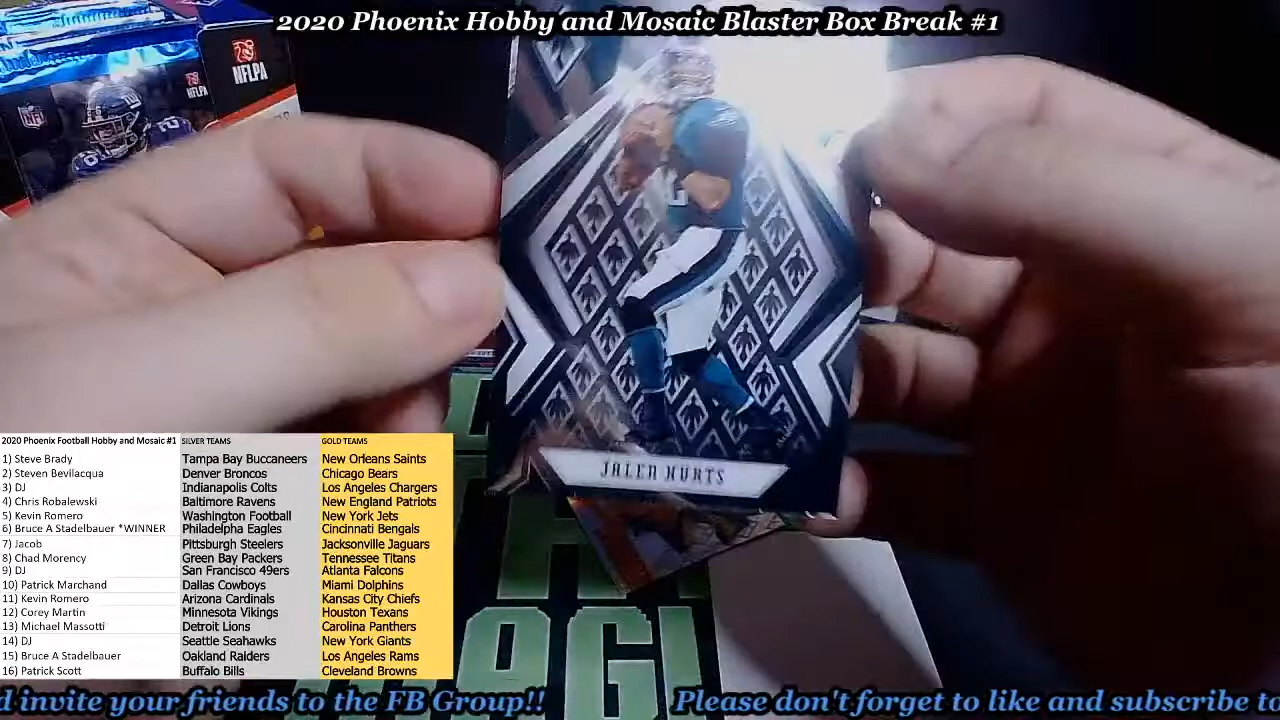 2020 Phoenix Hobby and Mosaic Blaster Box Break #1
NFLPA
NFL
NFLPA
JALEN HURTS
2020 Phoenix Football Hobby and Mosaic #1 SILVER TEAMS GOLD TEAMS
1) Steve Brady Tampa Bay Buccaneers New Orleans Saints
2) Steven Bevilacqua Denver Broncos Chicago Bears
3) DJ Indianapolis Colts Los Angeles Chargers
4) Chris Robalewski Baltimore Ravens New England Patriots
5) Kevin Romero Washington Football New York Jets
6) Bruce A Stadelbauer *WINNER Philadelpha Eagles Cincinnati Bengals
7) Jacob Pittsburgh Steelers Jacksonville Jaguars
8) Chad Morency Green Bay Packers Tennessee Titans
9) DJ San Francisco 49ers Atlanta Falcons
10) Patrick Marchand Dallas Cowboys Miami Dolphins
11) Kevin Romero Arizona Cardinals Kansas City Chiefs
12) Corey Martin Minnesota Vikings Houston Texans
13) Michael Massotti Detroit Lions Carolina Panthers
14) DJ Seattle Seahawks New York Giants
15) Bruce A Stadelbauer Oakland Raiders Los Angeles Rams
16) Patrick Scott Buffalo Bills Cleveland Browns
d invite your friends to the FB Group!! Please don't forget to like and subscribe to